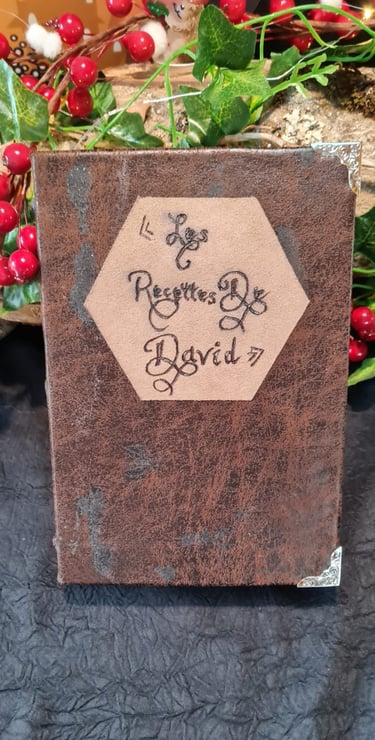 « Les
Recettes De
David »